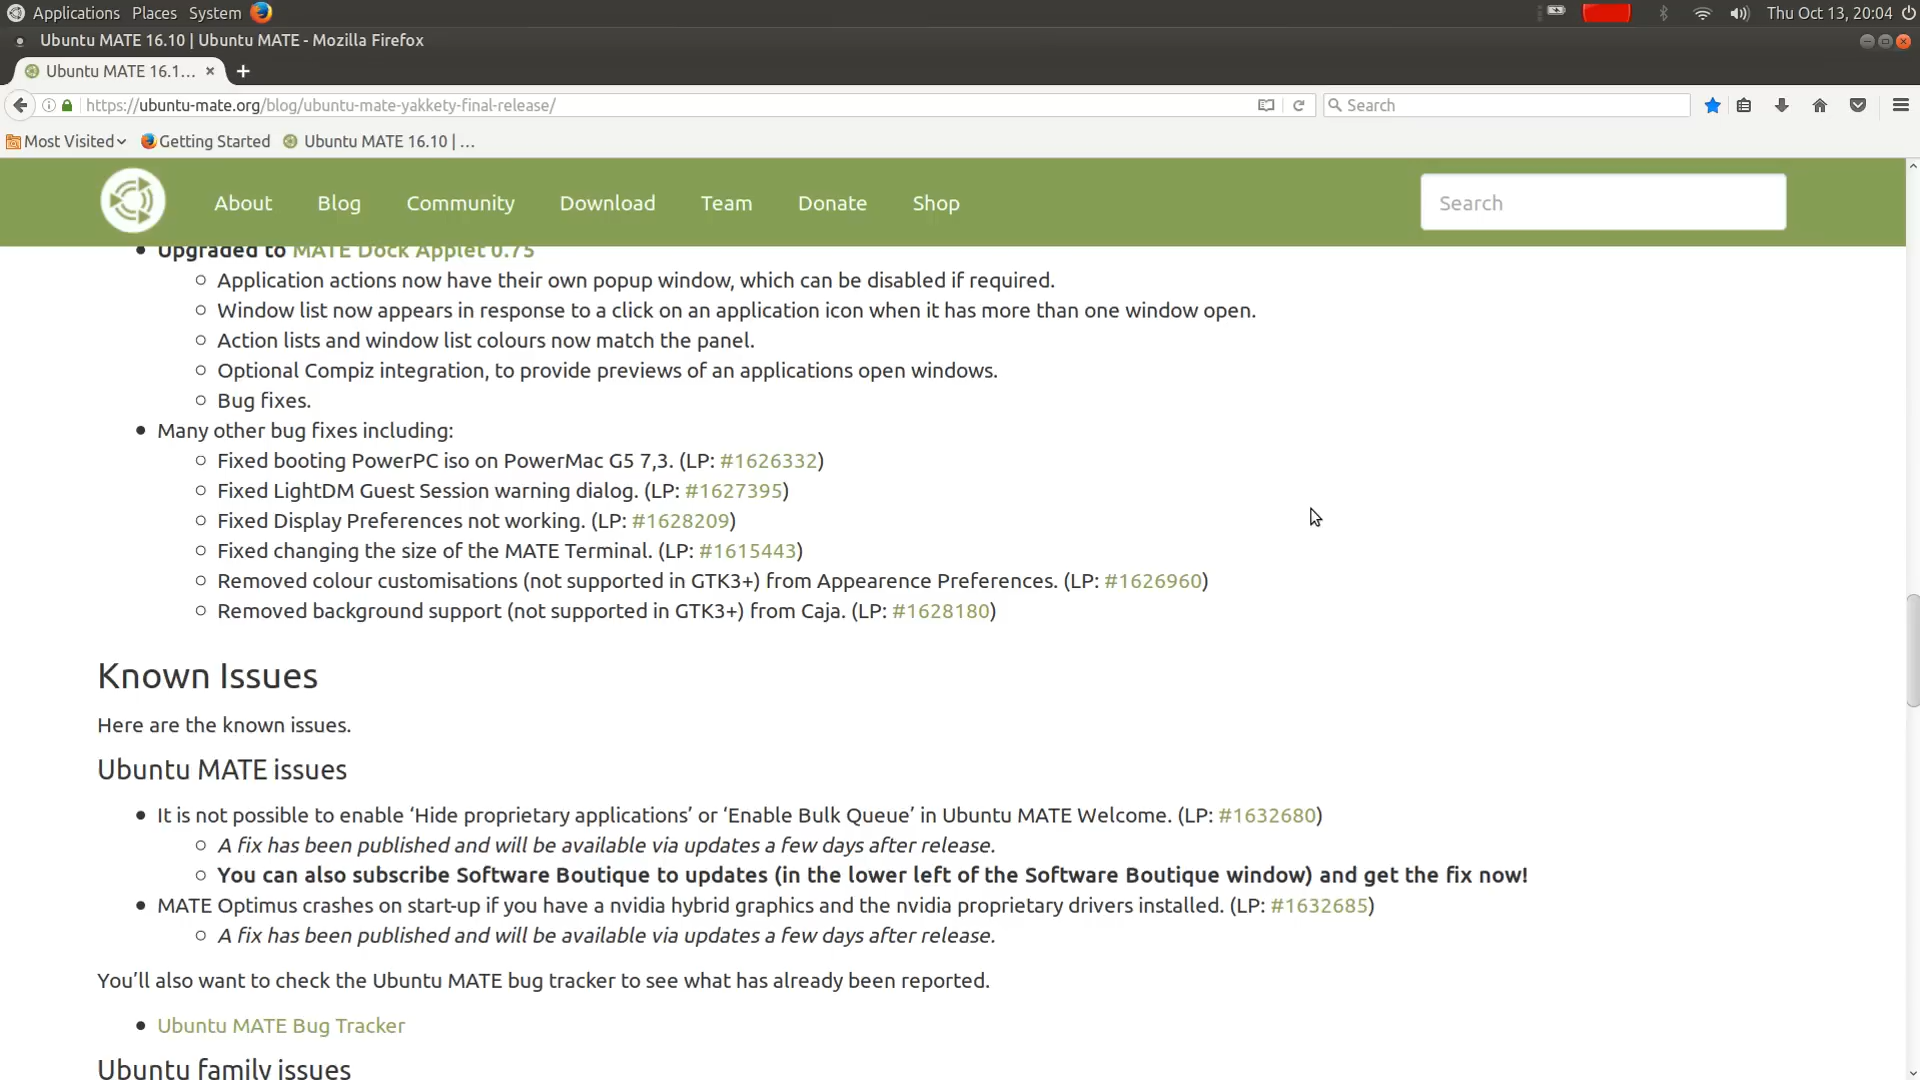 Applications Places System Thu Oct 13, 20:04
Ubuntu MATE 16.10 | Ubuntu MATE - Mozilla Firefox
Ubuntu MATE 16.1...
https://ubuntu-mate.org/blog/ubuntu-mate-yakkety-final-release/ Search
Most Visited Getting Started Ubuntu MATE 16.10 | ...
About Blog Community Download Team Donate Shop Search
Upgraded to MATE Dock Applet 0.75
Application actions now have their own popup window, which can be disabled if required.
Window list now appears in response to a click on an application icon when it has more than one window open.
Action lists and window list colours now match the panel.
Optional Compiz integration, to provide previews of an applications open windows.
Bug fixes.
Many other bug fixes including:
Fixed booting PowerPC iso on PowerMac G5 7,3. (LP: #1626332)
Fixed LightDM Guest Session warning dialog. (LP: #1627395)
Fixed Display Preferences not working. (LP: #1628209)
Fixed changing the size of the MATE Terminal. (LP: #1615443)
Removed colour customisations (not supported in GTK3+) from Appearence Preferences. (LP: #1626960)
Removed background support (not supported in GTK3+) from Caja. (LP: #1628180)
Known Issues
Here are the known issues.
Ubuntu MATE issues
It is not possible to enable ‘Hide proprietary applications’ or ‘Enable Bulk Queue’ in Ubuntu MATE Welcome. (LP: #1632680)
A fix has been published and will be available via updates a few days after release.
You can also subscribe Software Boutique to updates (in the lower left of the Software Boutique window) and get the fix now!
MATE Optimus crashes on start-up if you have a nvidia hybrid graphics and the nvidia proprietary drivers installed. (LP: #1632685)
A fix has been published and will be available via updates a few days after release.
You’ll also want to check the Ubuntu MATE bug tracker to see what has already been reported.
Ubuntu MATE Bug Tracker
Ubuntu family issues